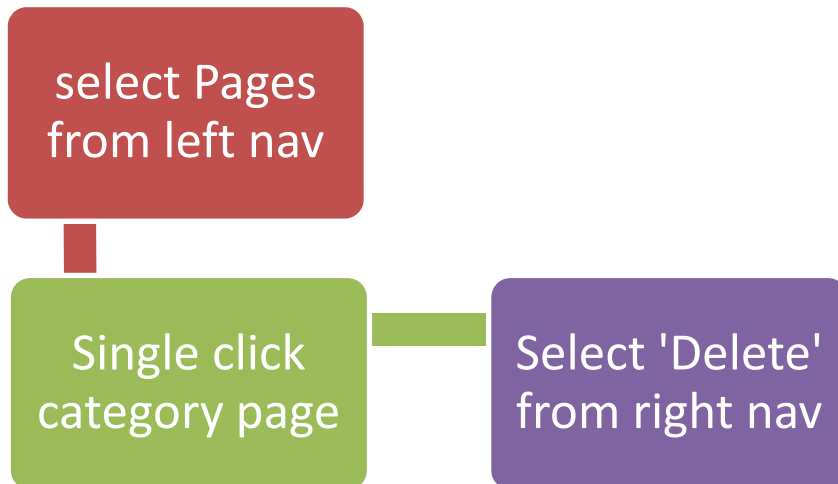 select Pages
from left nav
Single click
category page
Select 'Delete'
from right nav